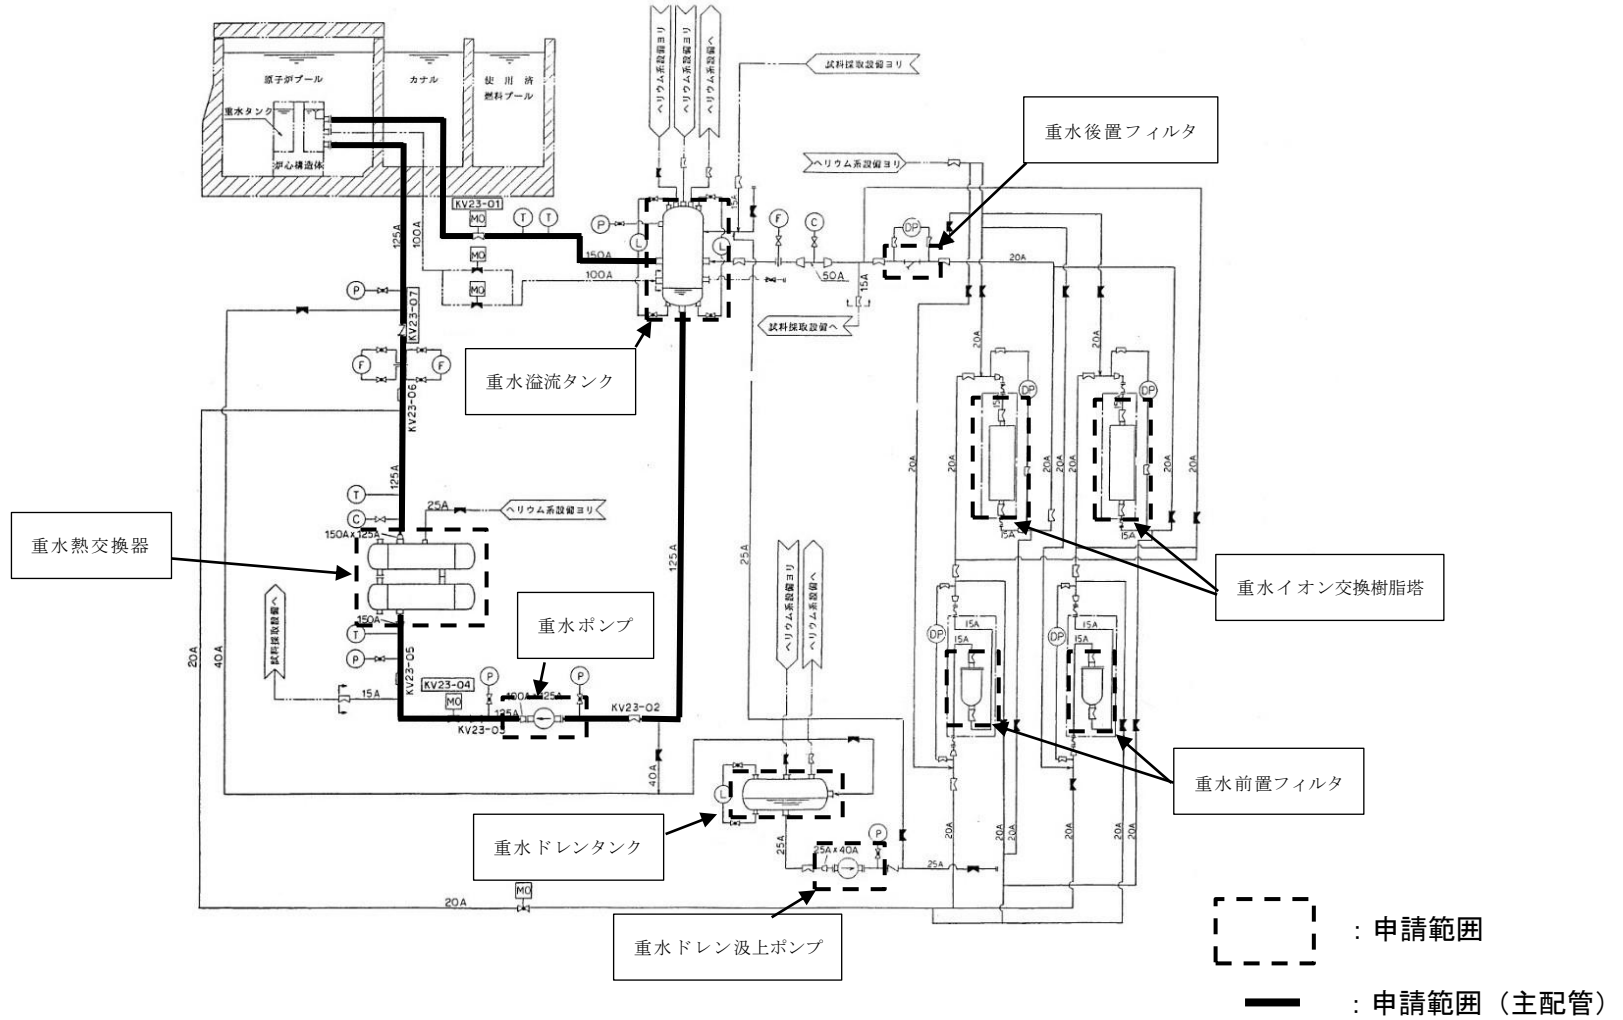 ヘリウム系設備ヨリ
ヘリウム系設備ヨリ
ヘリウム系設備へ
試料採取設備ヨリ
原子炉プール
カナル
使用済
燃料プール
重水タンク
炉心構造体
重水後置フィルタ
ヘリウム系設備ヨリ
KV23-01
MO
T
T
P
L
L
15A
F
C
DP
125A
100A
MO
MO
150A
100A
50A
15A
20A
P
KV23-07
試料採取設備へ
20A
F
F
KV23-06
重水溢流タンク
DP
DP
15A
15A
125A
20A
20A
20A
20A
20A
20A
20A
T
C
25A
ヘリウム系設備ヨリ
150A×125A
15A
15A
重水熱交換器
125A
25A
ヘリウム系設備ヨリ
ヘリウム系設備へ
重水イオン交換樹脂塔
150A
試料採取設備へ
重水ポンプ
T
P
KV23-05
20A
40A
DP
DP
15A
15A
15A
15A
15A
KV23-04
MO
P
P
100A×125A
125A
KV23-03
KV23-02
重水前置フィルタ
40A
L
重水ドレンタンク
25A
25A×40A
P
25A
20A
20A
20A
20A
20A
20A
MO
20A
重水ドレン汲上ポンプ
：申請範囲
：申請範囲（主配管）